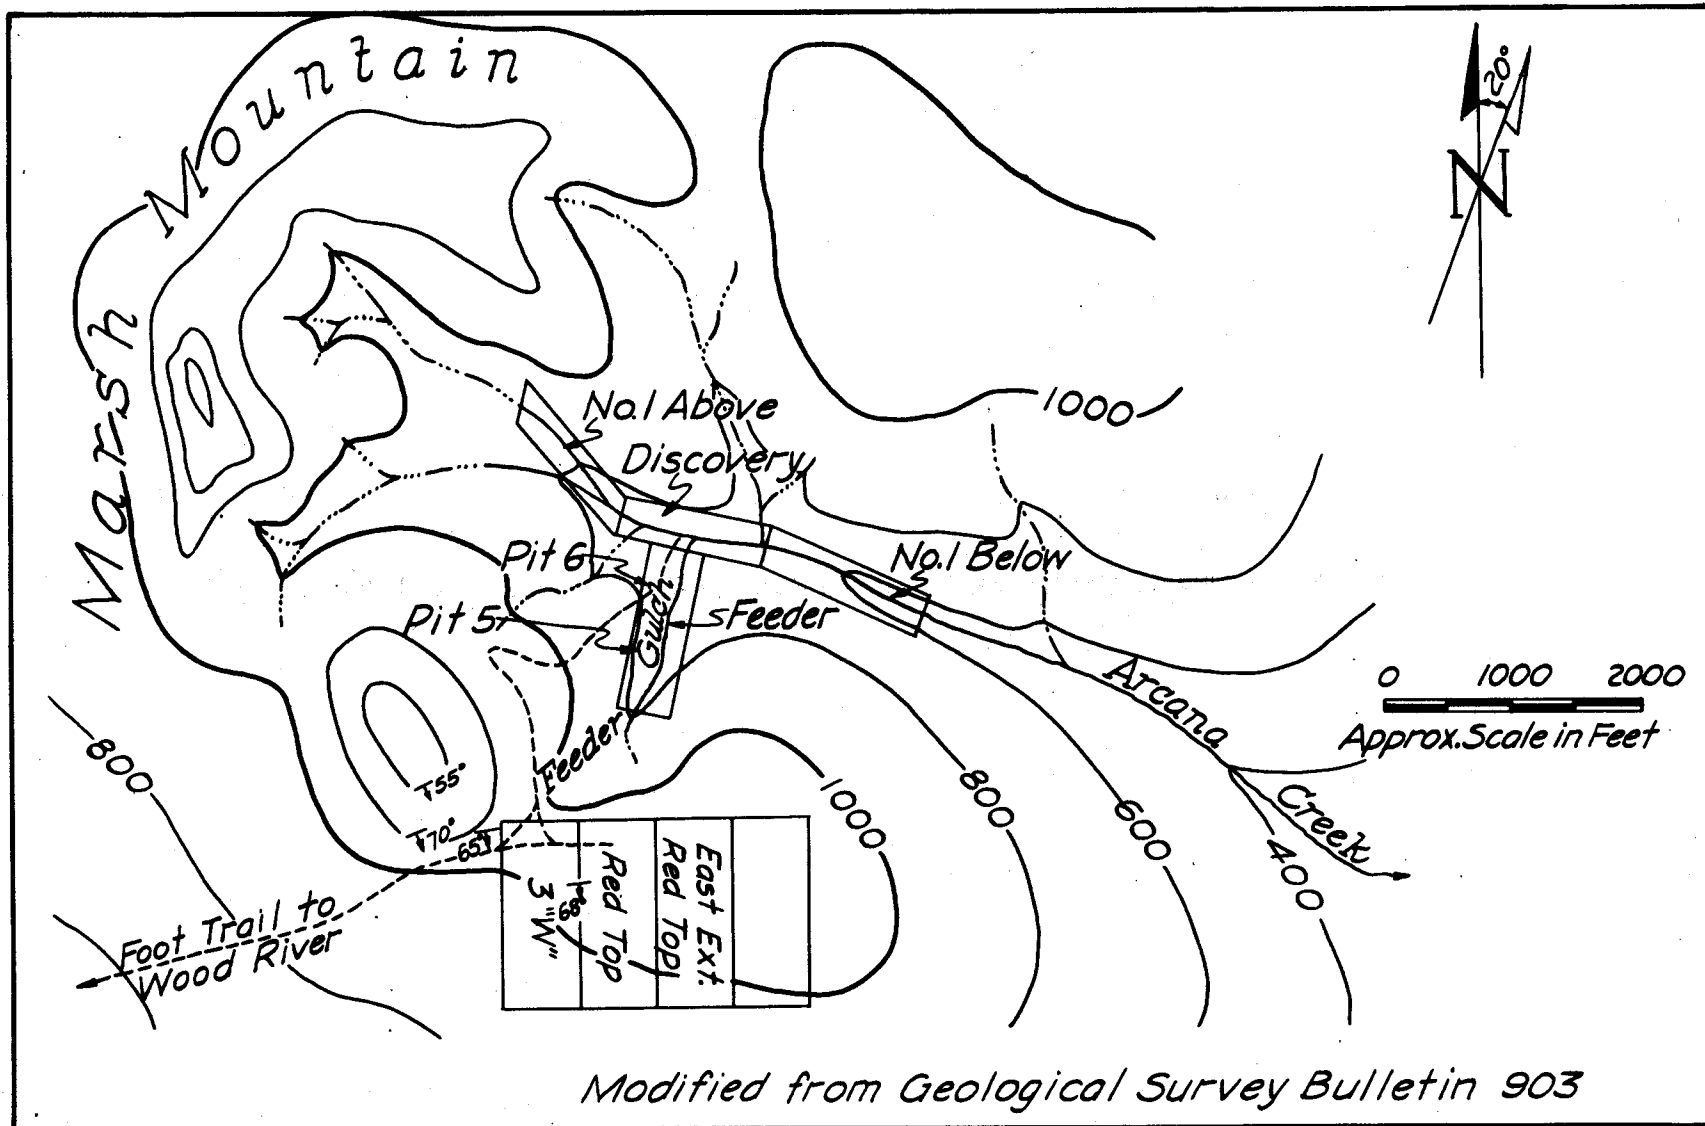 Marsh Mountain
20°
N
1000
No.1 Above
Discovery
Pit 6
No.1 Below
Pit 5
Gulch
Feeder
Feeder
Arcana
Creek
0 1000 2000
Approx. Scale in Feet
800
55°
70°
65°
1000
800
600
400
3 "W"
68°
Red Top
Red Top
East Ext.
Foot Trail to
Wood River
Modified from Geological Survey Bulletin 903